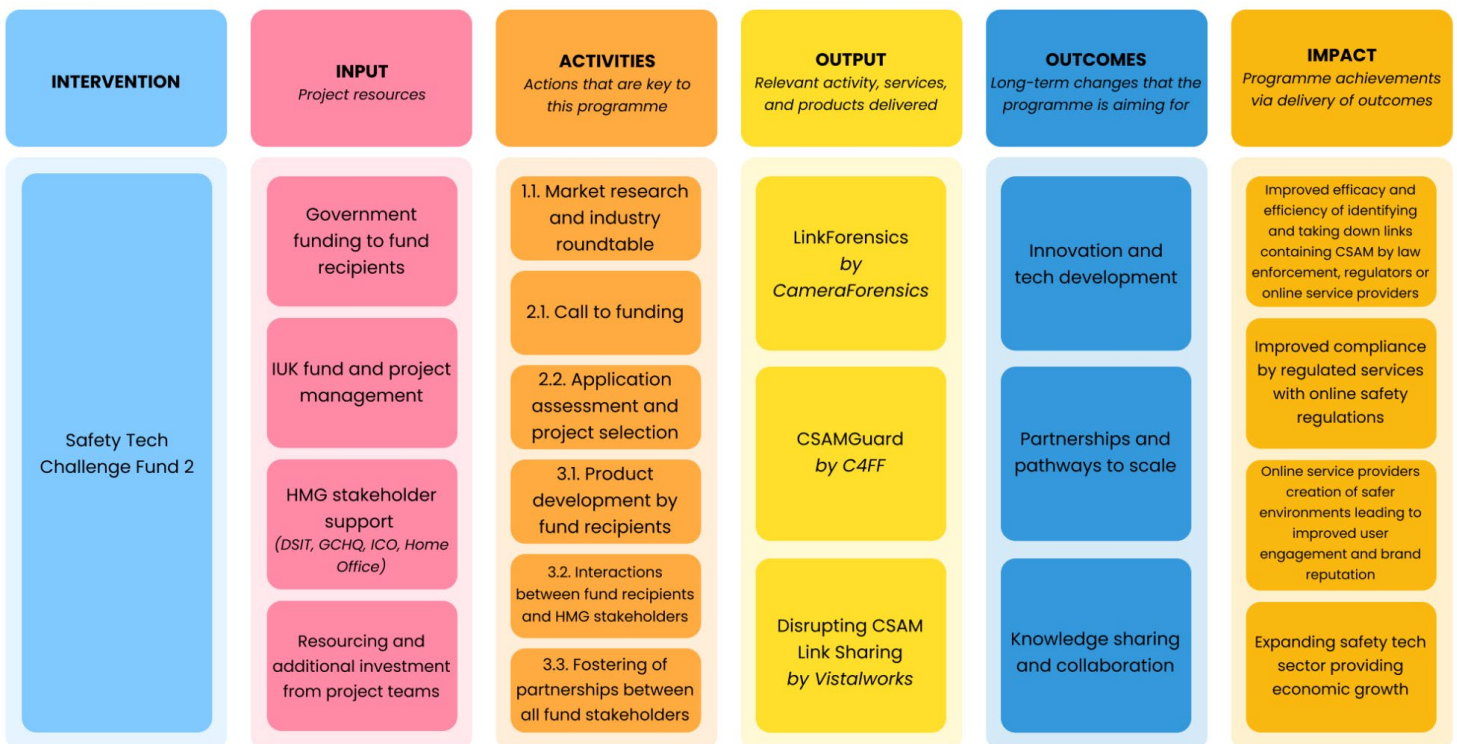 INTERVENTION
INPUT
Project resources
ACTIVITIES
Actions that are key to
this programme
OUTPUT
Relevant activity, services,
and products delivered
OUTCOMES
Long-term changes that the
programme is aiming for
IMPACT
Programme achievements
via delivery of outcomes
Safety Tech
Challenge Fund 2
Government
funding to fund
recipients
IUK fund and project
management
HMG stakeholder
support
(DSIT, GCHQ, ICO, Home
Office)
Resourcing and
additional investment
from project teams
1.1. Market research
and industry
roundtable
2.1. Call to funding
2.2. Application
assessment and
project selection
3.1. Product
development by
fund recipients
3.2. Interactions
between fund recipients
and HMG stakeholders
3.3. Fostering of
partnerships between
all fund stakeholders
LinkForensics
by
CameraForensics
CSAMGuard
by C4FF
Disrupting CSAM
Link Sharing
by Vistalworks
Innovation and
tech development
Partnerships and
pathways to scale
Knowledge sharing
and collaboration
Improved efficacy and
efficiency of identifying
and taking down links
containing CSAM by law
enforcement, regulators or
online service providers
Improved compliance
by regulated services
with online safety
regulations
Online service providers
creation of safer
environments leading to
improved user
engagement and brand
reputation
Expanding safety tech
sector providing
economic growth